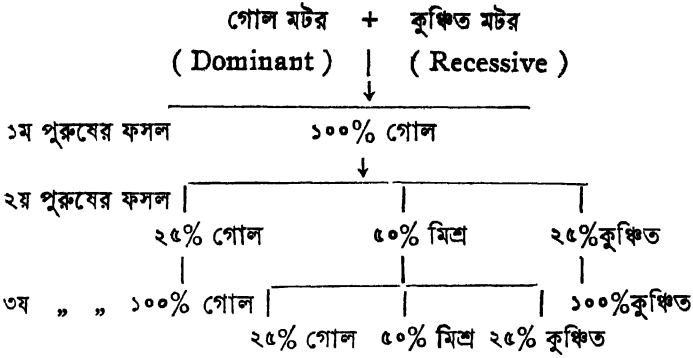 গোল মটর + কুঞ্চিত মটর
( Dominant ) | ( Recessive )
১ম পুরুষের ফসল ১০০% গোল
২য় পুরুষের ফসল
২৫% গোল ৫০% মিশ্র ২৫%কুঞ্চিত
৩য „ „ ১০০% গোল ১০০%কুঞ্চিত
২৫% গোল ৫০% মিশ্র ২৫% কুঞ্চিত